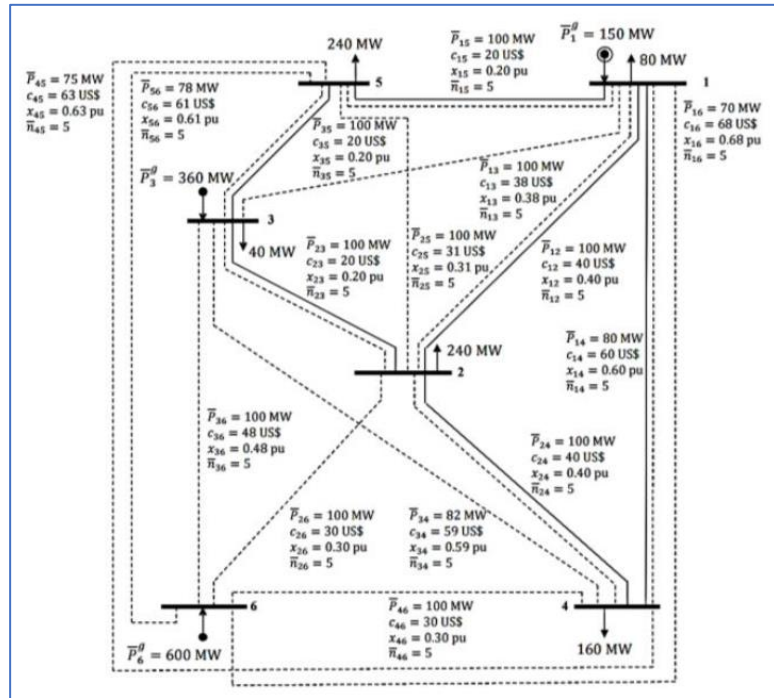 P̅₄₅ = 75 MW
c₄₅ = 63 US$
x₄₅ = 0.63 pu
n̅₄₅ = 5
P̅₅₆ = 78 MW
c₅₆ = 61 US$
x₅₆ = 0.61 pu
n̅₅₆ = 5
240 MW
5
P̅₁₅ = 100 MW
c₁₅ = 20 US$
x₁₅ = 0.20 pu
n̅₁₅ = 5
P̅₁ᵍ = 150 MW
80 MW
1
P̅₁₆ = 70 MW
c₁₆ = 68 US$
x₁₆ = 0.68 pu
n̅₁₆ = 5
P̅₃₅ = 100 MW
c₃₅ = 20 US$
x₃₅ = 0.20 pu
n̅₃₅ = 5
P̅₃ᵍ = 360 MW
3
40 MW
P̅₁₃ = 100 MW
c₁₃ = 38 US$
x₁₃ = 0.38 pu
n̅₁₃ = 5
P̅₂₃ = 100 MW
c₂₃ = 20 US$
x₂₃ = 0.20 pu
n̅₂₃ = 5
P̅₂₅ = 100 MW
c₂₅ = 31 US$
x₂₅ = 0.31 pu
n̅₂₅ = 5
P̅₁₂ = 100 MW
c₁₂ = 40 US$
x₁₂ = 0.40 pu
n̅₁₂ = 5
240 MW
2
P̅₁₄ = 80 MW
c₁₄ = 60 US$
x₁₄ = 0.60 pu
n̅₁₄ = 5
P̅₃₆ = 100 MW
c₃₆ = 48 US$
x₃₆ = 0.48 pu
n̅₃₆ = 5
P̅₂₄ = 100 MW
c₂₄ = 40 US$
x₂₄ = 0.40 pu
n̅₂₄ = 5
P̅₂₆ = 100 MW
c₂₆ = 30 US$
x₂₆ = 0.30 pu
n̅₂₆ = 5
P̅₃₄ = 82 MW
c₃₄ = 59 US$
x₃₄ = 0.59 pu
n̅₃₄ = 5
6
4
P̅₄₆ = 100 MW
c₄₆ = 30 US$
x₄₆ = 0.30 pu
n̅₄₆ = 5
P̅₆ᵍ = 600 MW
160 MW